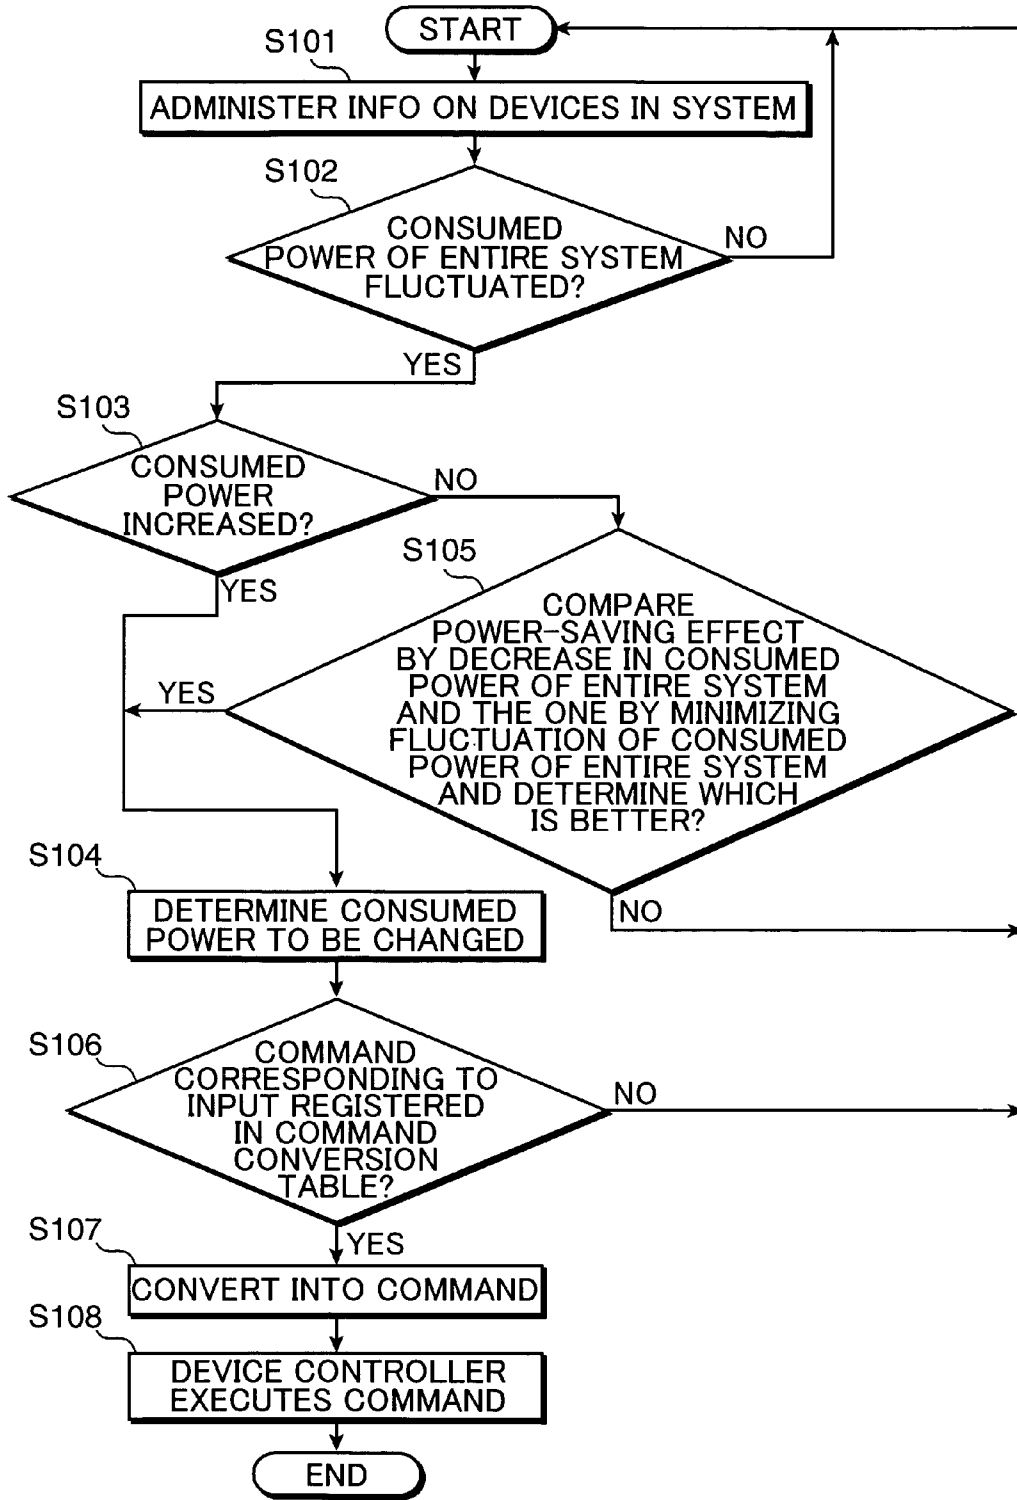 START
S101
ADMINISTER INFO ON DEVICES IN SYSTEM
S102
CONSUMED
POWER OF ENTIRE SYSTEM
FLUCTUATED?
NO
YES
S103
CONSUMED
POWER
INCREASED?
NO
YES
S105
COMPARE
POWER-SAVING EFFECT
BY DECREASE IN CONSUMED
POWER OF ENTIRE SYSTEM
AND THE ONE BY MINIMIZING
FLUCTUATION OF CONSUMED
POWER OF ENTIRE SYSTEM
AND DETERMINE WHICH
IS BETTER?
YES
NO
S104
DETERMINE CONSUMED
POWER TO BE CHANGED
S106
COMMAND
CORRESPONDING TO
INPUT REGISTERED
IN COMMAND
CONVERSION
TABLE?
NO
YES
S107
CONVERT INTO COMMAND
S108
DEVICE CONTROLLER
EXECUTES COMMAND
END